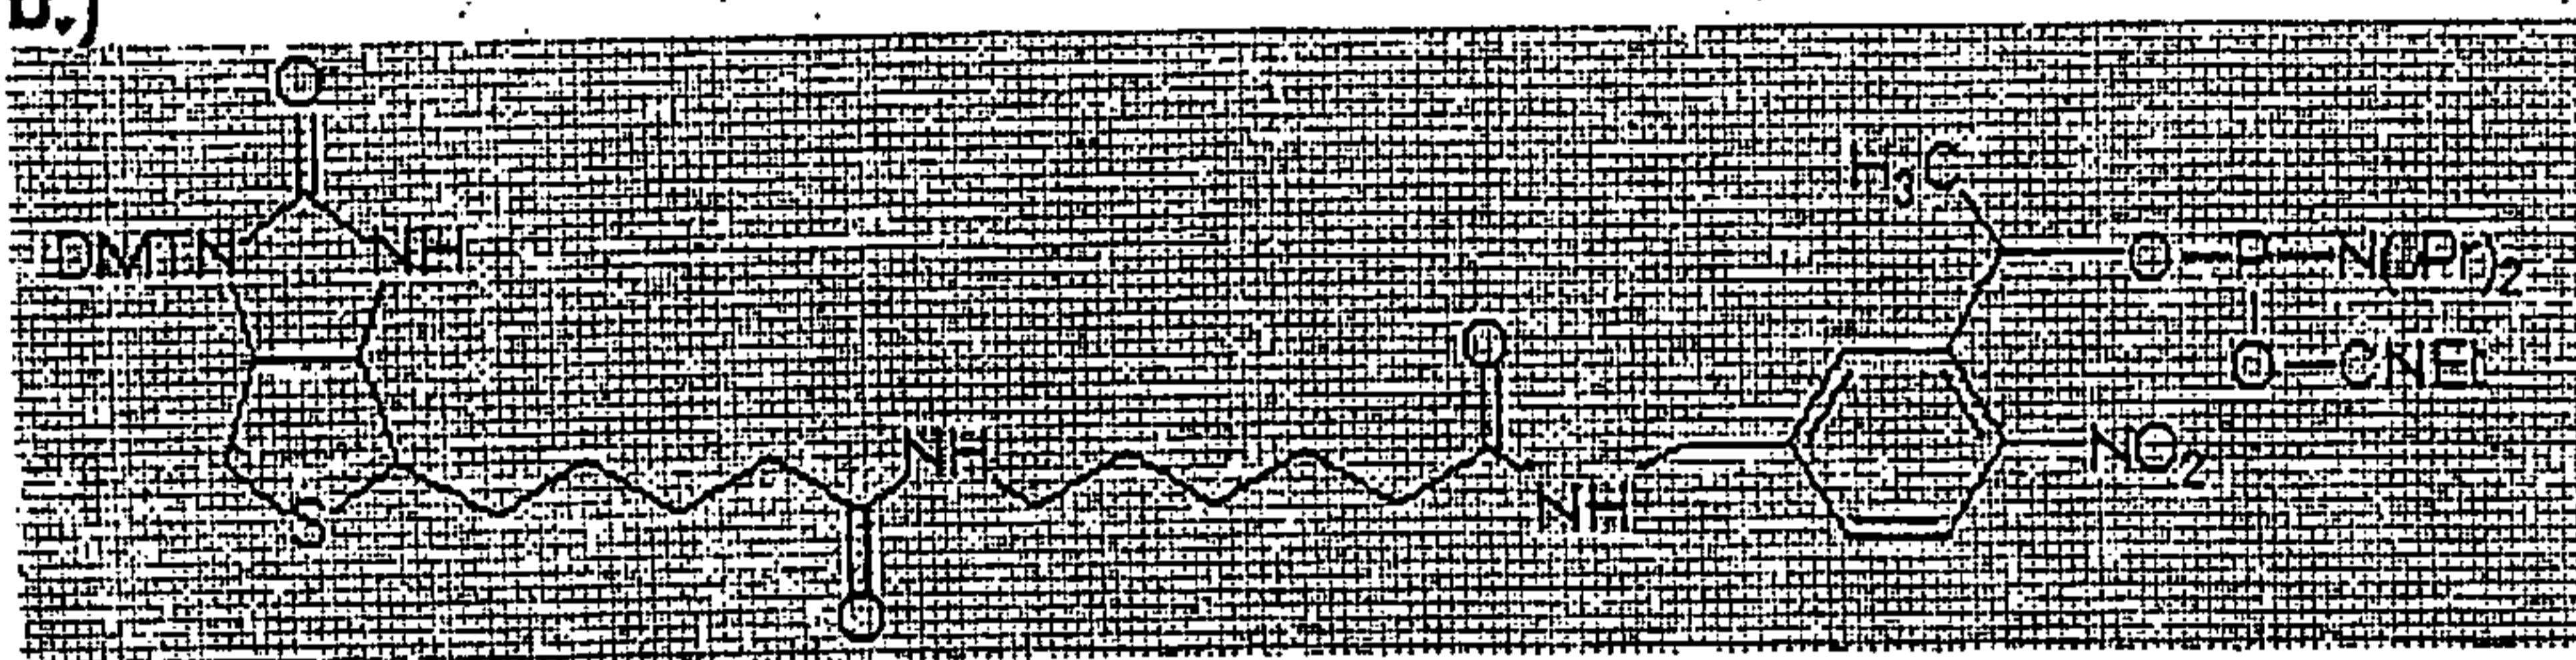 b.)
O
H3C
DMTN NH O—P—N(iPr)2
O O—CNEt
NH NO2
S NH
O